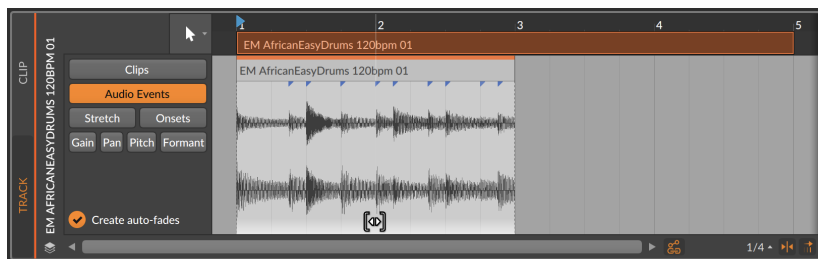 1 2 3 4 5
EM AfricanEasyDrums 120bpm 01
EM AfricanEasyDrums 120bpm 01
CLIP
TRACK
EM AFRICANEASYDRUMS 120BPM 01
Clips
Audio Events
Stretch Onsets
Gain Pan Pitch Formant
Create auto-fades
1/4